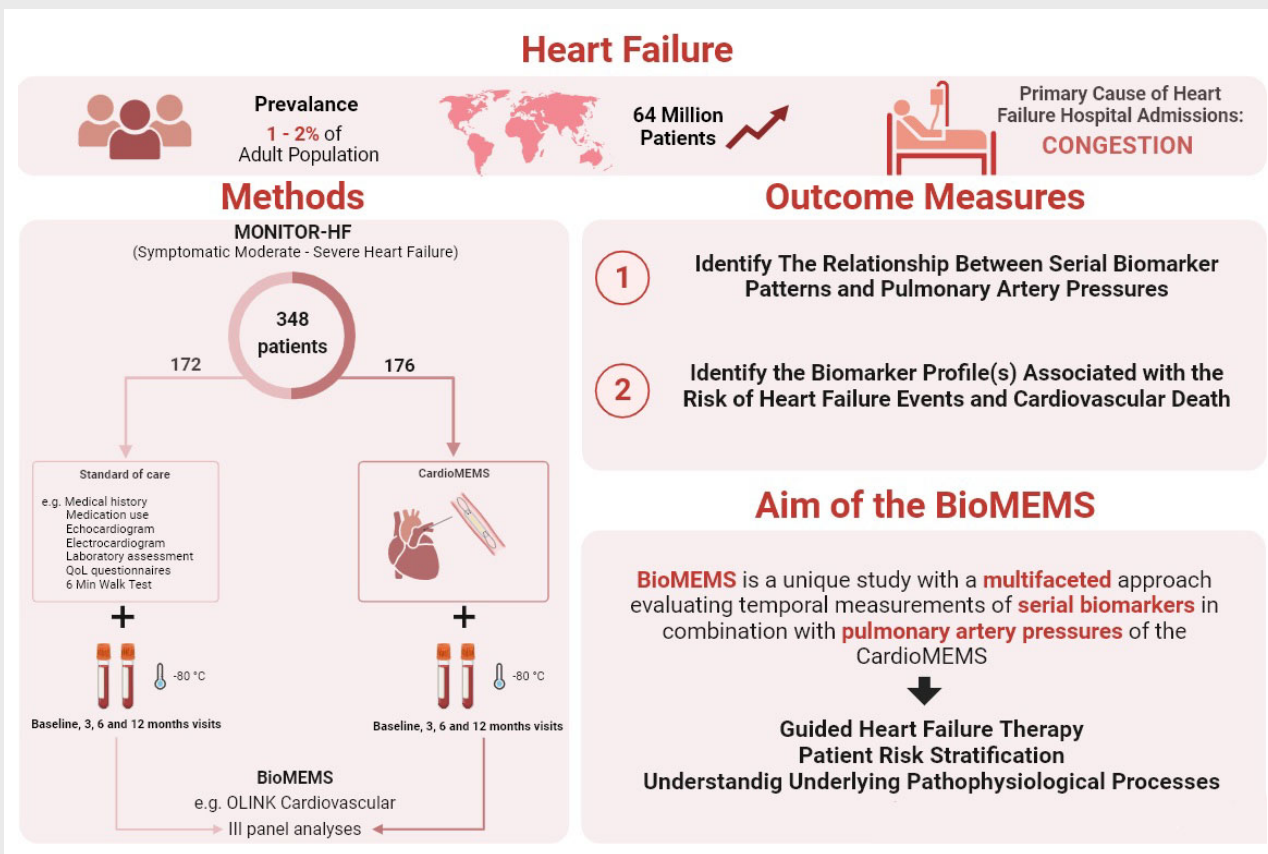 Heart Failure
Prevalance
1 - 2% of
Adult Population
64 Million
Patients
Primary Cause of Heart
Failure Hospital Admissions:
CONGESTION
Methods
MONITOR-HF
(Symptomatic Moderate - Severe Heart Failure)
348
patients
172
176
Standard of care
e.g. Medical history
Medication use
Echocardiogram
Electrocardiogram
Laboratory assessment
QoL questionnaires
6 Min Walk Test
CardioMEMS
+
+
-80 °C
-80 °C
Baseline, 3, 6 and 12 months visits
Baseline, 3, 6 and 12 months visits
BioMEMS
e.g. OLINK Cardiovascular
III panel analyses
Outcome Measures
1
Identify The Relationship Between Serial Biomarker
Patterns and Pulmonary Artery Pressures
2
Identify the Biomarker Profile(s) Associated with the
Risk of Heart Failure Events and Cardiovascular Death
Aim of the BioMEMS
BioMEMS is a unique study with a multifaceted approach
evaluating temporal measurements of serial biomarkers in
combination with pulmonary artery pressures of the
CardioMEMS
Guided Heart Failure Therapy
Patient Risk Stratification
Understandig Underlying Pathophysiological Processes